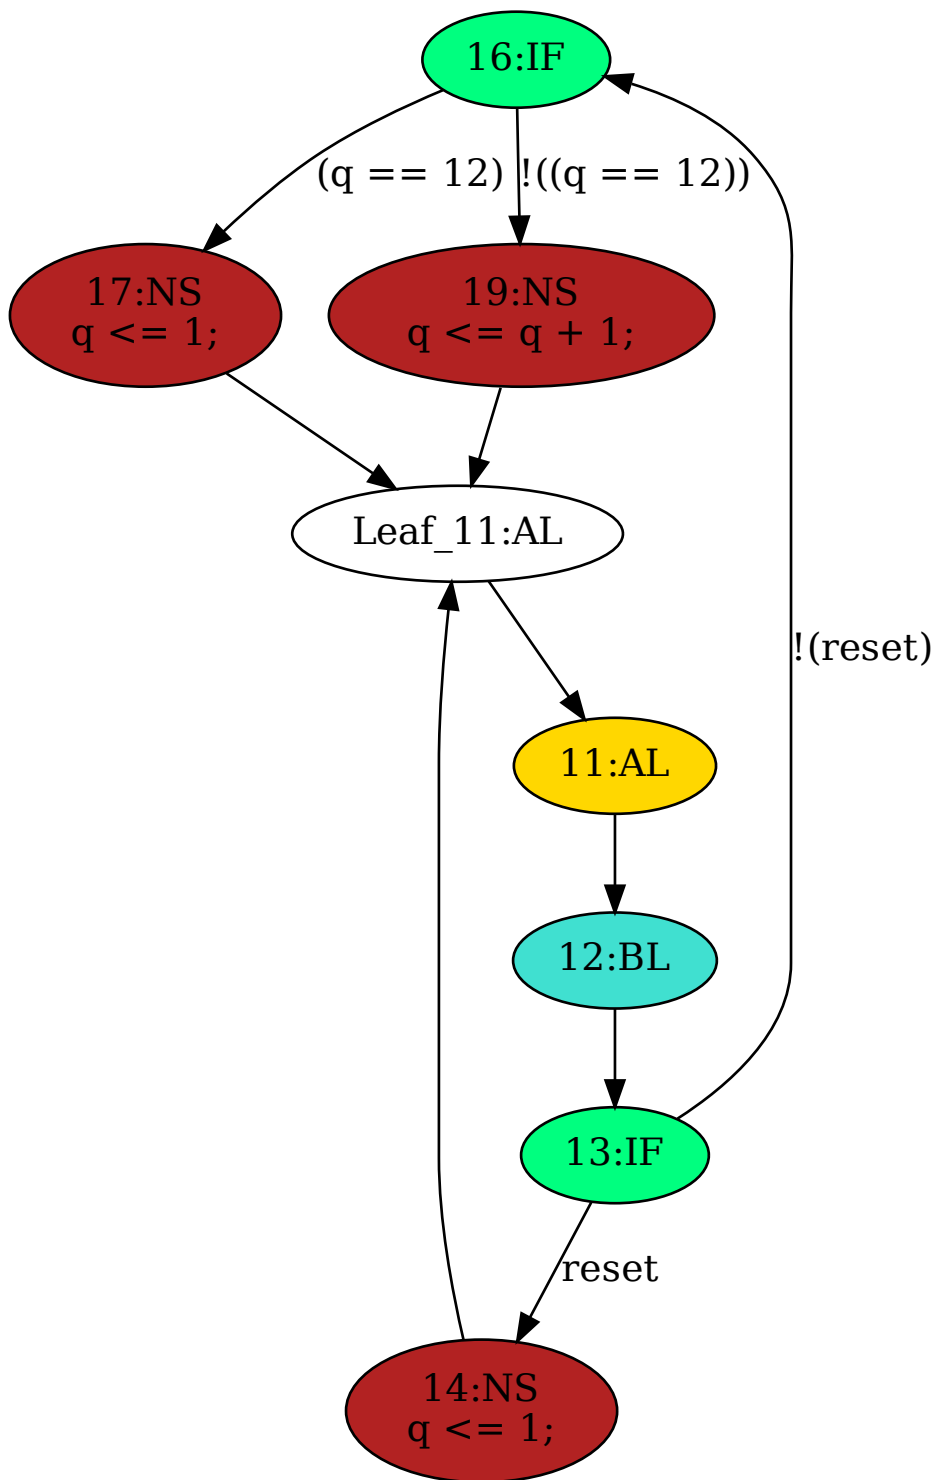 16:IF
(q == 12)
!((q == 12))
17:NS
q <= 1;
19:NS
q <= q + 1;
Leaf_11:AL
!(reset)
11:AL
12:BL
13:IF
reset
14:NS
q <= 1;